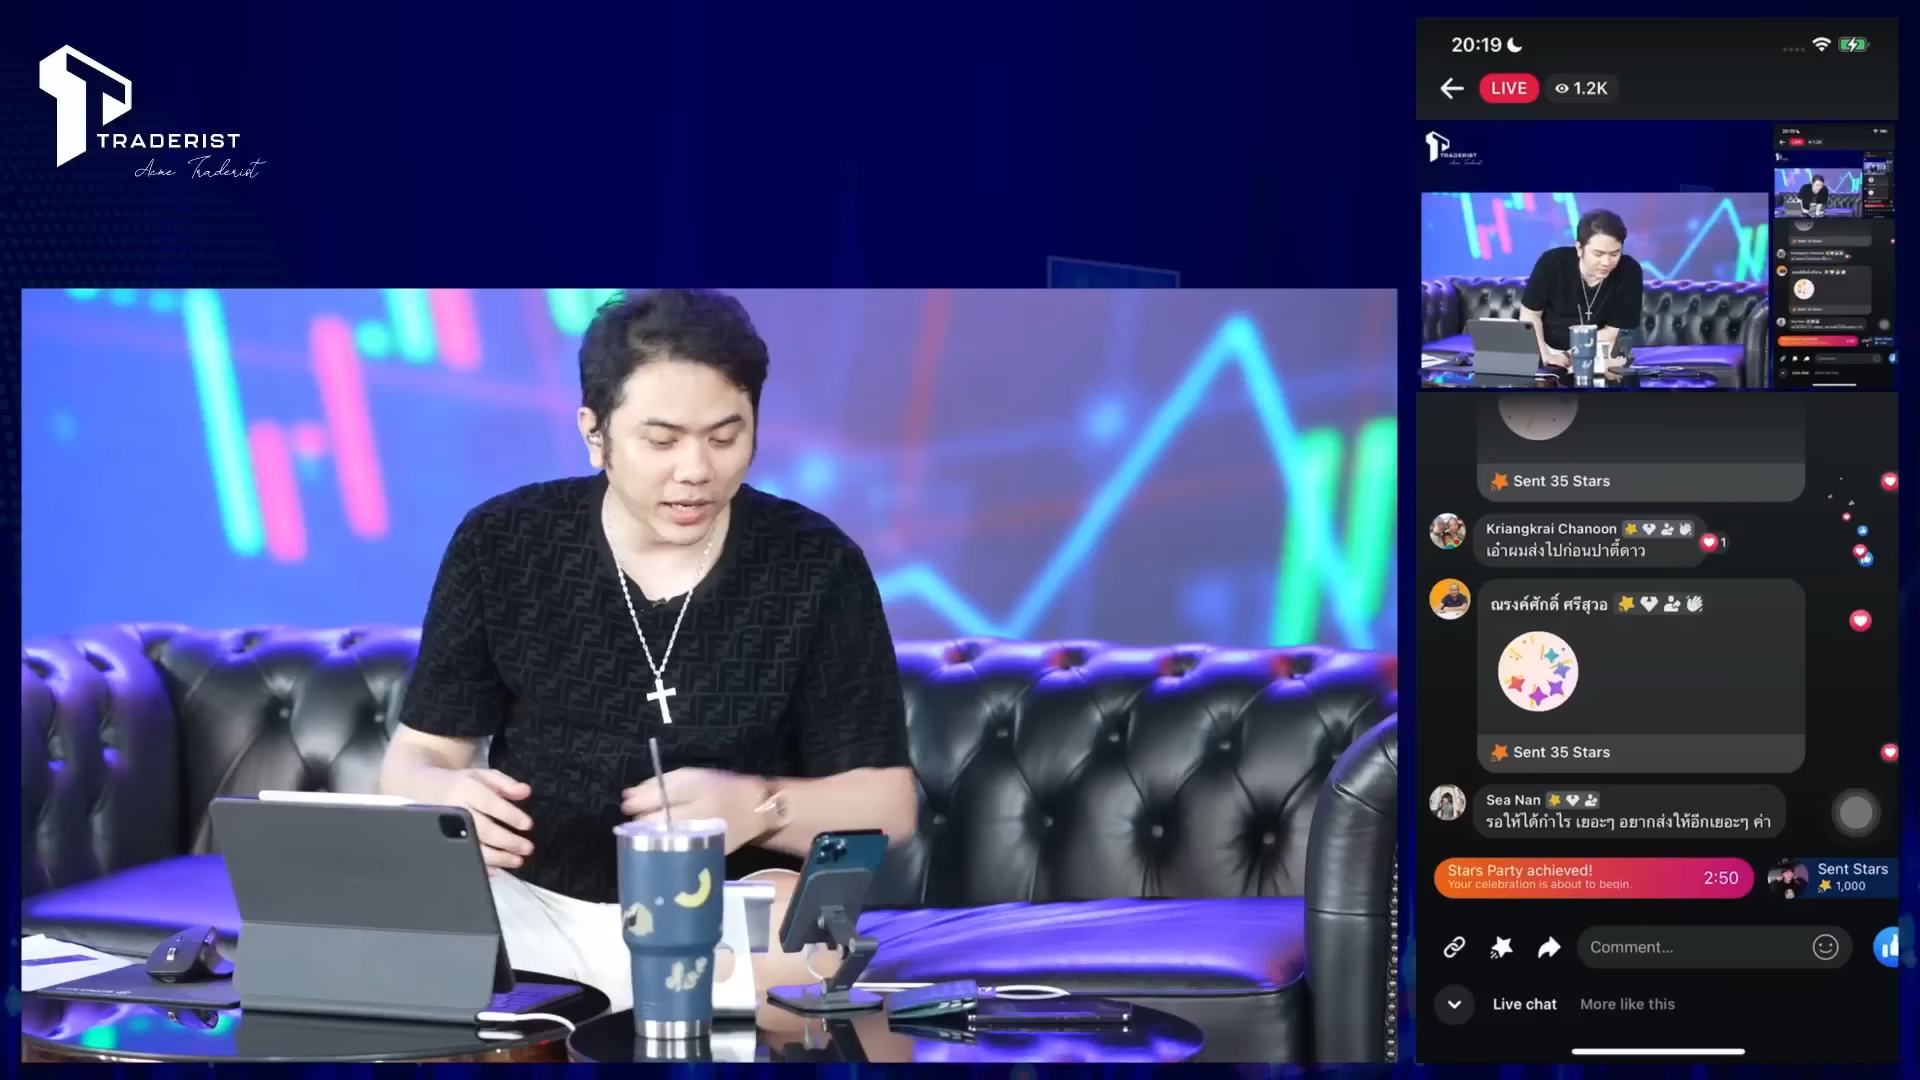 TRADERIST
Acme Traderist
20:19
LIVE
1.2K
TRADERIST
Sent 35 Stars
Kriangkrai Chanoon
1
เอ๋าผมส่งไปก่อนปาตี้ดาว
ณรงค์ศักดิ์ ศรีสุวอ
Sent 35 Stars
Sea Nan
รอให้ได้กำไร เยอะๆ อยากส่งให้อีกเยอะๆ ค่า
Stars Party achieved!
Your celebration is about to begin.
2:50
Sent Stars
1,000
Comment...
Live chat
More like this